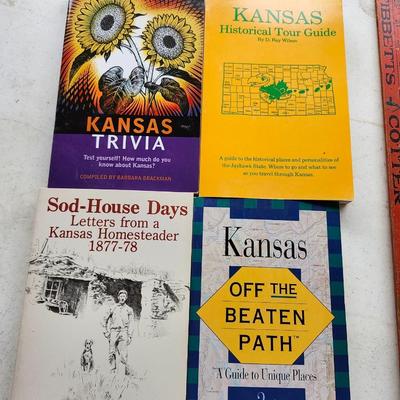 KANSAS
TRIVIA
Test yourself! How much do you
know about Kansas?
COMPILED BY BARBARA BRACKMAN
KANSAS
Historical Tour Guide
By D. Ray Wilson
A guide to the historical places and personalities of
the Jayhawk State. Where to go and what to see
as you travel through Kansas.
Sod-House Days
Letters from a
Kansas Homesteader
1877-78
Kansas
OFF THE
BEATEN
PATH™
A Guide to Unique Places
COTTER